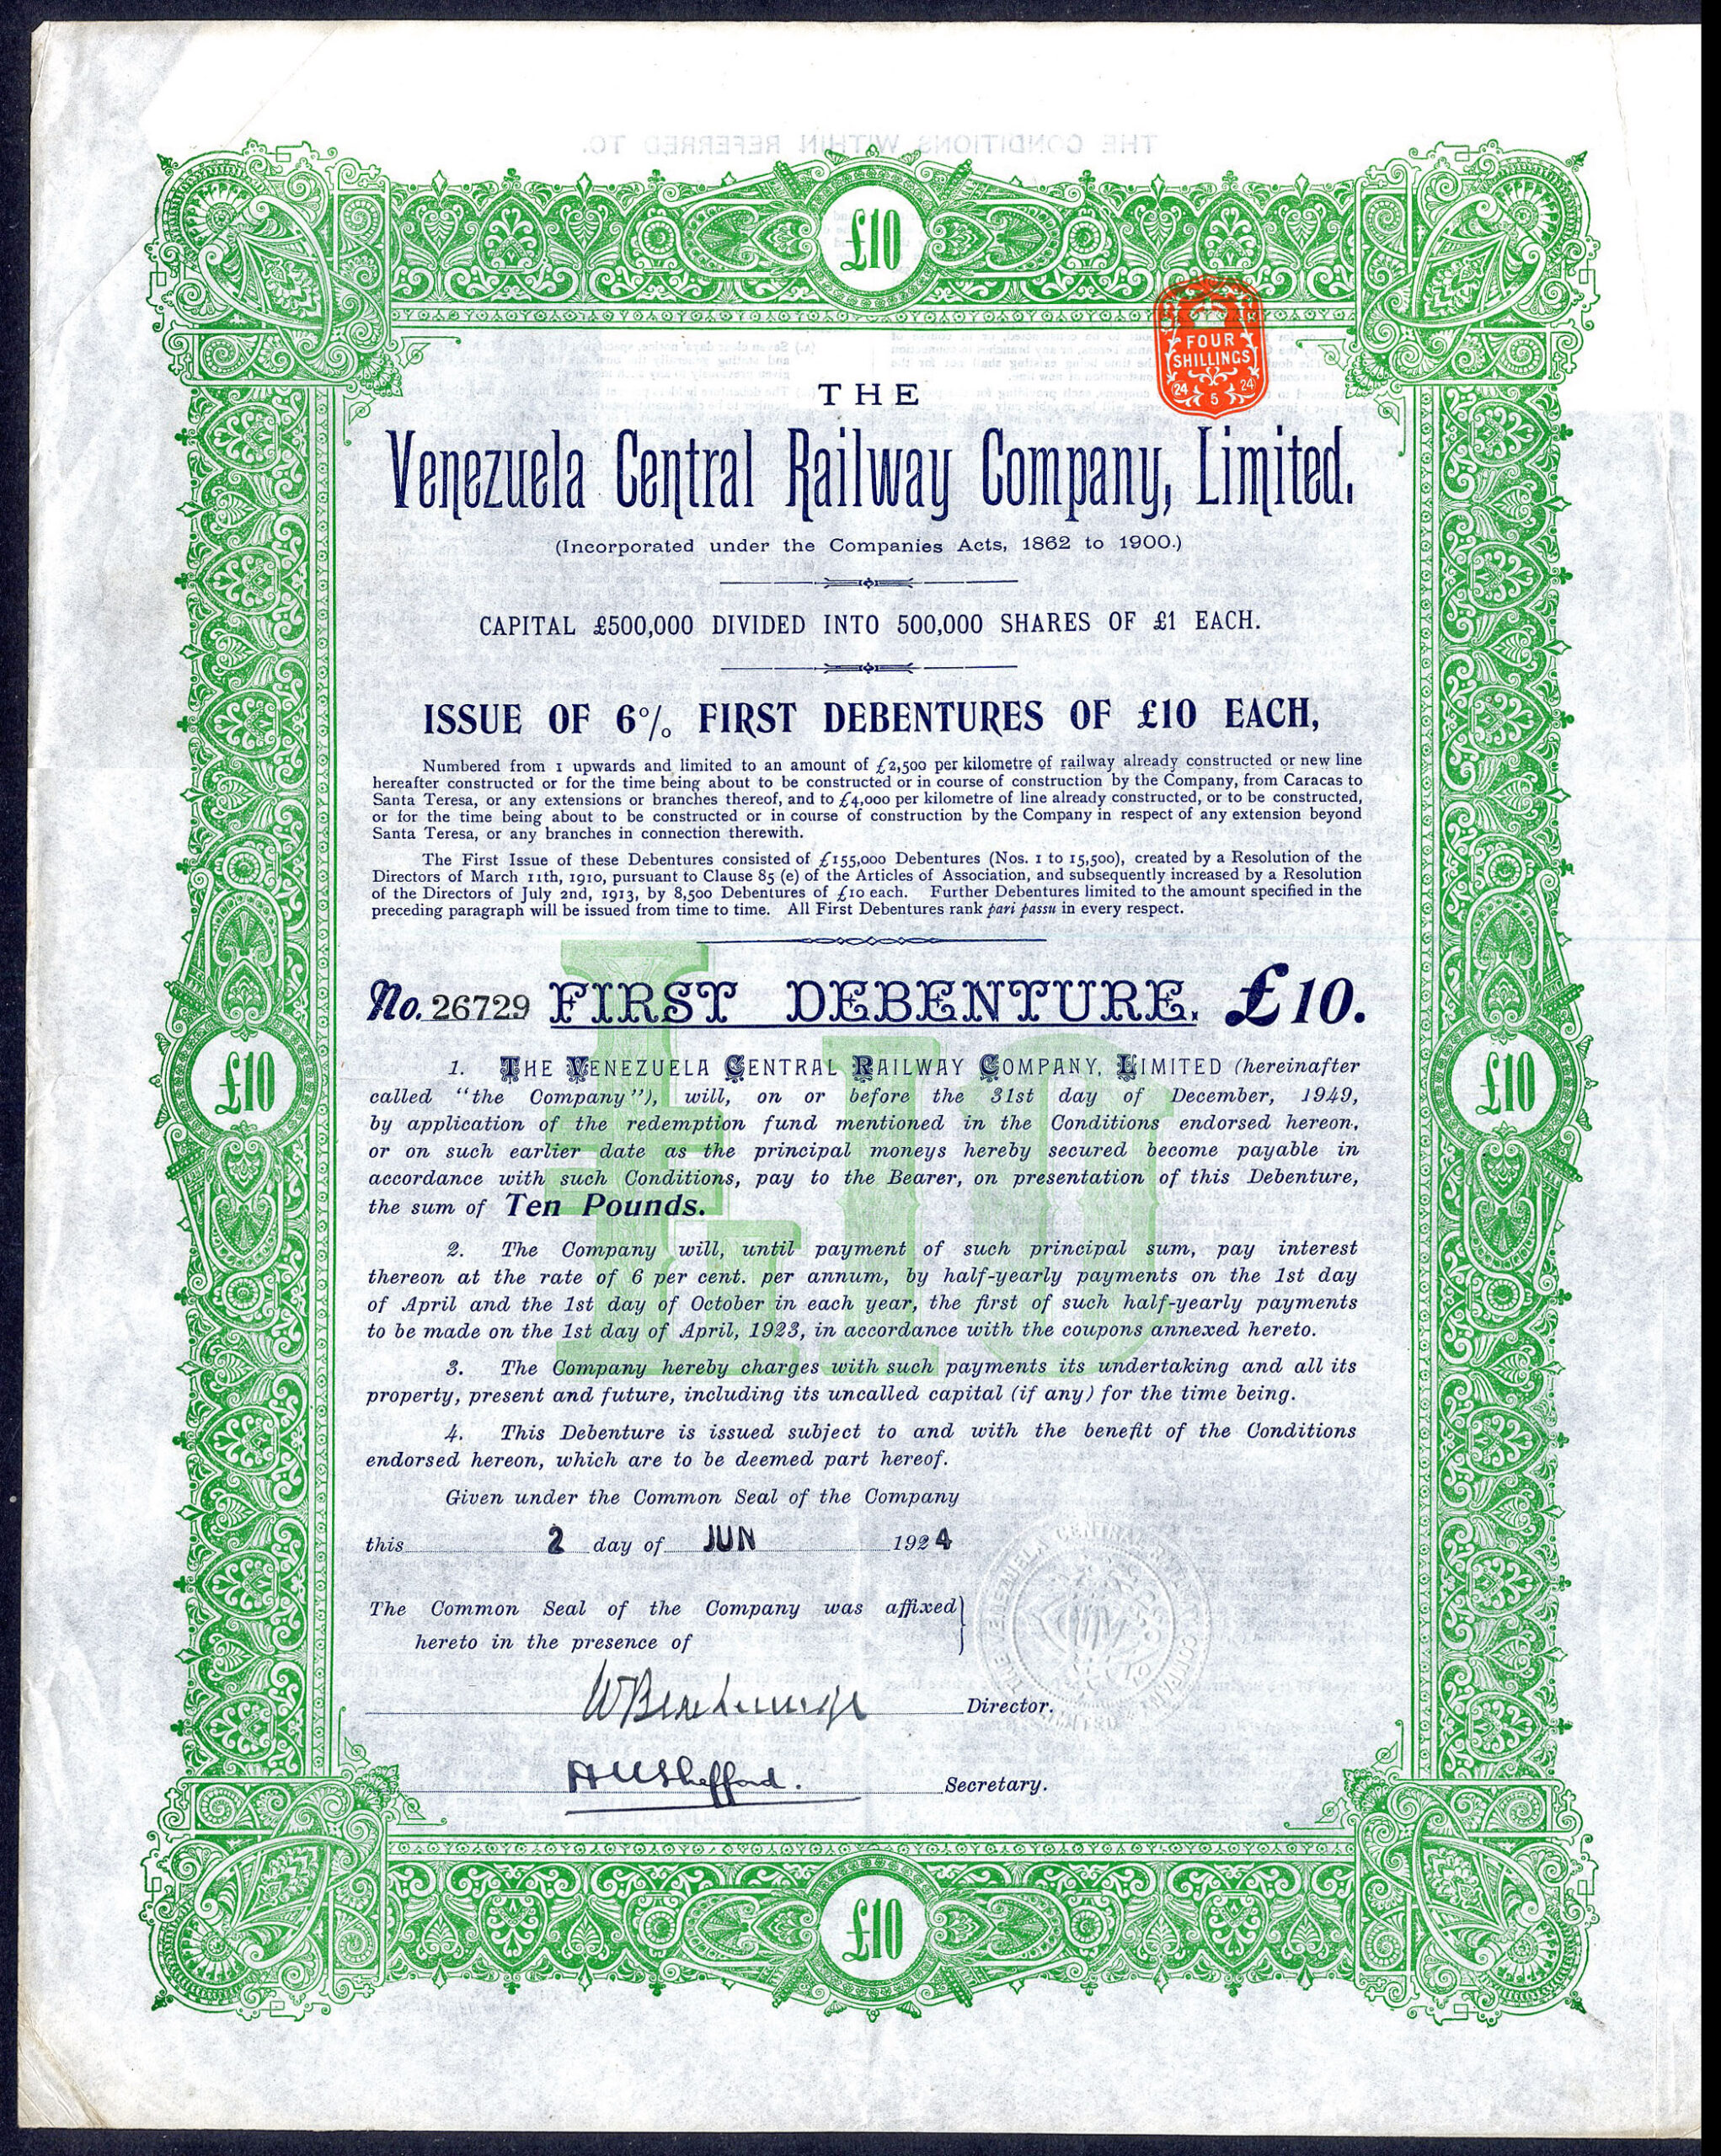 £10
FOUR
SHILLINGS
24 24
5
THE
Venezuela Central Railway Company, Limited.
(Incorporated under the Companies Acts, 1862 to 1900.)
CAPITAL £500,000 DIVIDED INTO 500,000 SHARES OF £1 EACH.
ISSUE OF 6% FIRST DEBENTURES OF £10 EACH,
Numbered from 1 upwards and limited to an amount of £2,500 per kilometre of railway already constructed or new line
hereafter constructed or for the time being about to be constructed or in course of construction by the Company, from Caracas to
Santa Teresa, or any extensions or branches thereof, and to £4,000 per kilometre of line already constructed, or to be constructed,
or for the time being about to be constructed or in course of construction by the Company in respect of any extension beyond
Santa Teresa, or any branches in connection therewith.
The First Issue of these Debentures consisted of £155,000 Debentures (Nos. 1 to 15,500), created by a Resolution of the
Directors of March 11th, 1910, pursuant to Clause 85 (e) of the Articles of Association, and subsequently increased by a Resolution
of the Directors of July 2nd, 1913, by 8,500 Debentures of £10 each. Further Debentures limited to the amount specified in the
preceding paragraph will be issued from time to time. All First Debentures rank pari passu in every respect.
No. 26729 FIRST DEBENTURE. £10.
£10
£10
£10
1. THE VENEZUELA CENTRAL RAILWAY COMPANY, LIMITED (hereinafter
called "the Company"), will, on or before the 31st day of December, 1949,
by application of the redemption fund mentioned in the Conditions endorsed hereon,
or on such earlier date as the principal moneys hereby secured become payable in
accordance with such Conditions, pay to the Bearer, on presentation of this Debenture,
the sum of Ten Pounds.
2. The Company will, until payment of such principal sum, pay interest
thereon at the rate of 6 per cent. per annum, by half-yearly payments on the 1st day
of April and the 1st day of October in each year, the first of such half-yearly payments
to be made on the 1st day of April, 1923, in accordance with the coupons annexed hereto.
3. The Company hereby charges with such payments its undertaking and all its
property, present and future, including its uncalled capital (if any) for the time being.
4. This Debenture is issued subject to and with the benefit of the Conditions
endorsed hereon, which are to be deemed part hereof.
Given under the Common Seal of the Company
this 2 day of JUN 1924
The Common Seal of the Company was affixed
hereto in the presence of
Director.
Shefford.
Secretary.
£10